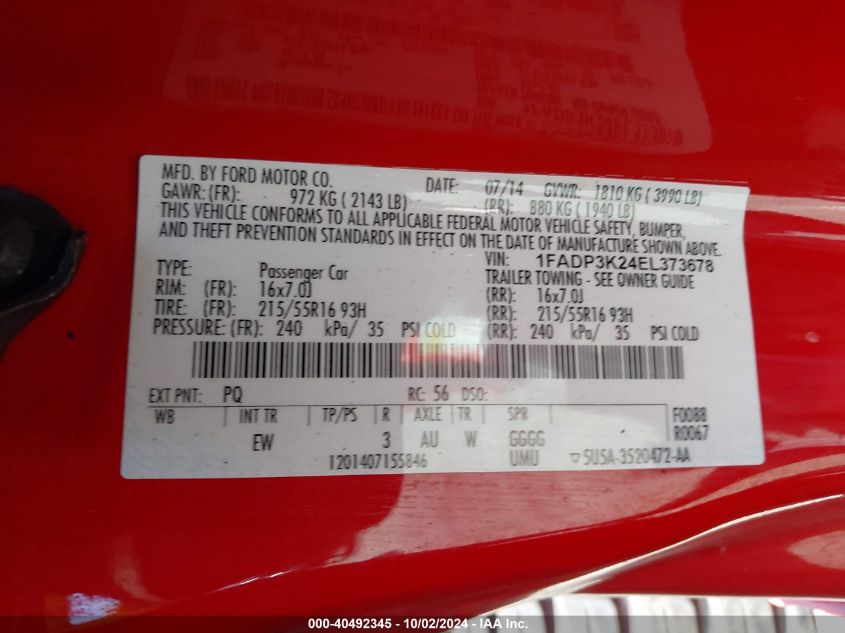 MFD. BY FORD MOTOR CO. DATE: 07/14 GVWR: 1810 KG ( 3990 LB)
GAWR: (FR): 972 KG ( 2143 LB) (RR): 880 KG ( 1940 LB)
THIS VEHICLE CONFORMS TO ALL APPLICABLE FEDERAL MOTOR VEHICLE SAFETY, BUMPER,
AND THEFT PREVENTION STANDARDS IN EFFECT ON THE DATE OF MANUFACTURE SHOWN ABOVE.
VIN: 1FADP3K24EL373678
TYPE: Passenger Car TRAILER TOWING - SEE OWNER GUIDE
RIM: (FR): 16x7.0J (RR): 16x7.0J
TIRE: (FR): 215/55R16 93H (RR): 215/55R16 93H
PRESSURE: (FR): 240 kPa/ 35 PSI COLD (RR): 240 kPa/ 35 PSI COLD
EXT PNT: PQ RC: 56 DSO:
WB INT TR TP/PS R AXLE TR SPR F0088
EW 3 AU W GGGG R0067
1201407155846 UMU ▽5U5A-3520472-AA
000-40492345 - 10/02/2024 - IAA Inc.